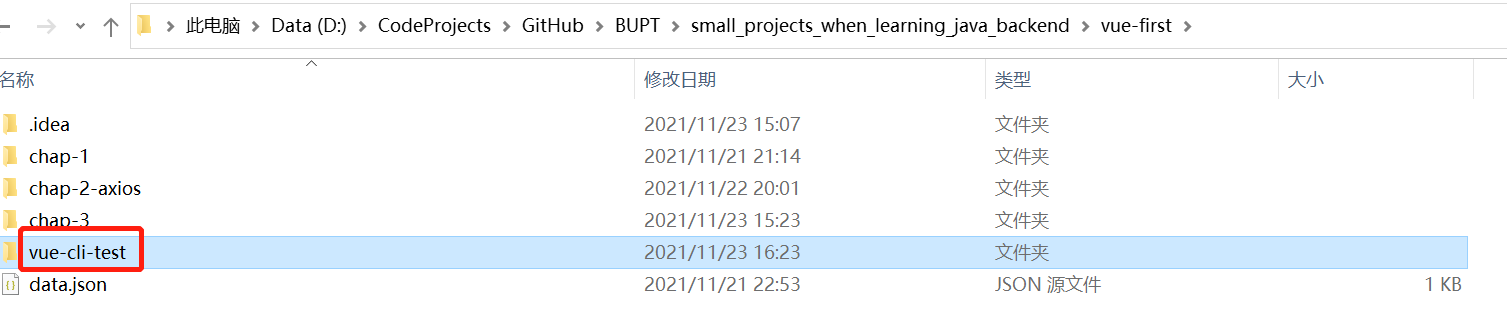 此电脑 Data (D:) CodeProjects GitHub BUPT small_projects_when_learning_java_backend vue-first
名称 修改日期 类型 大小
.idea 2021/11/23 15:07 文件夹
chap-1 2021/11/21 21:14 文件夹
chap-2-axios 2021/11/22 20:01 文件夹
chap-3 2021/11/23 15:23 文件夹
vue-cli-test 2021/11/23 16:23 文件夹
data.json 2021/11/21 22:53 JSON 源文件 1 KB